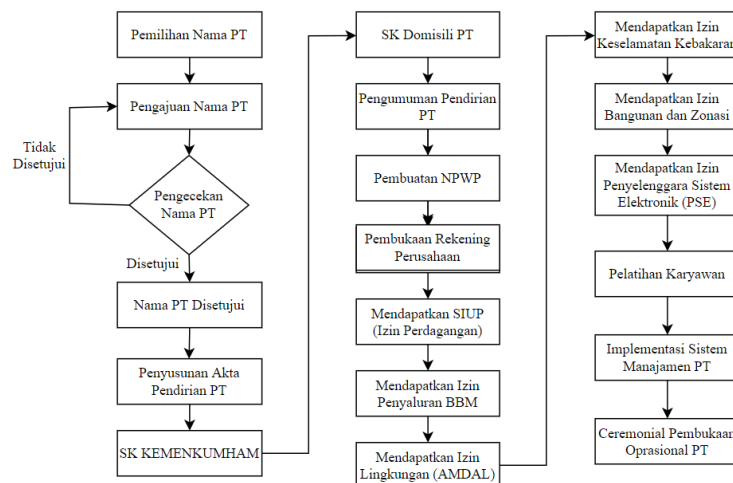 Pemilihan Nama PT
Pengajuan Nama PT
Tidak
Disetujui
Pengecekan
Nama PT
Disetujui
Nama PT Disetujui
Penyusunan Akta
Pendirian PT
SK KEMENKUMHAM
SK Domisili PT
Pengumuman Pendirian
PT
Pembuatan NPWP
Pembukaan Rekening
Perusahaan
Mendapatkan SIUP
(Izin Perdagangan)
Mendapatkan Izin
Penyaluran BBM
Mendapatkan Izin
Lingkungan (AMDAL)
Mendapatkan Izin
Keselamatan Kebakaran
Mendapatkan Izin
Bangunan dan Zonasi
Mendapatkan Izin
Penyelenggara Sistem
Elektronik (PSE)
Pelatihan Karyawan
Implementasi Sistem
Manajamen PT
Ceremonial Pembukaan
Oprasional PT